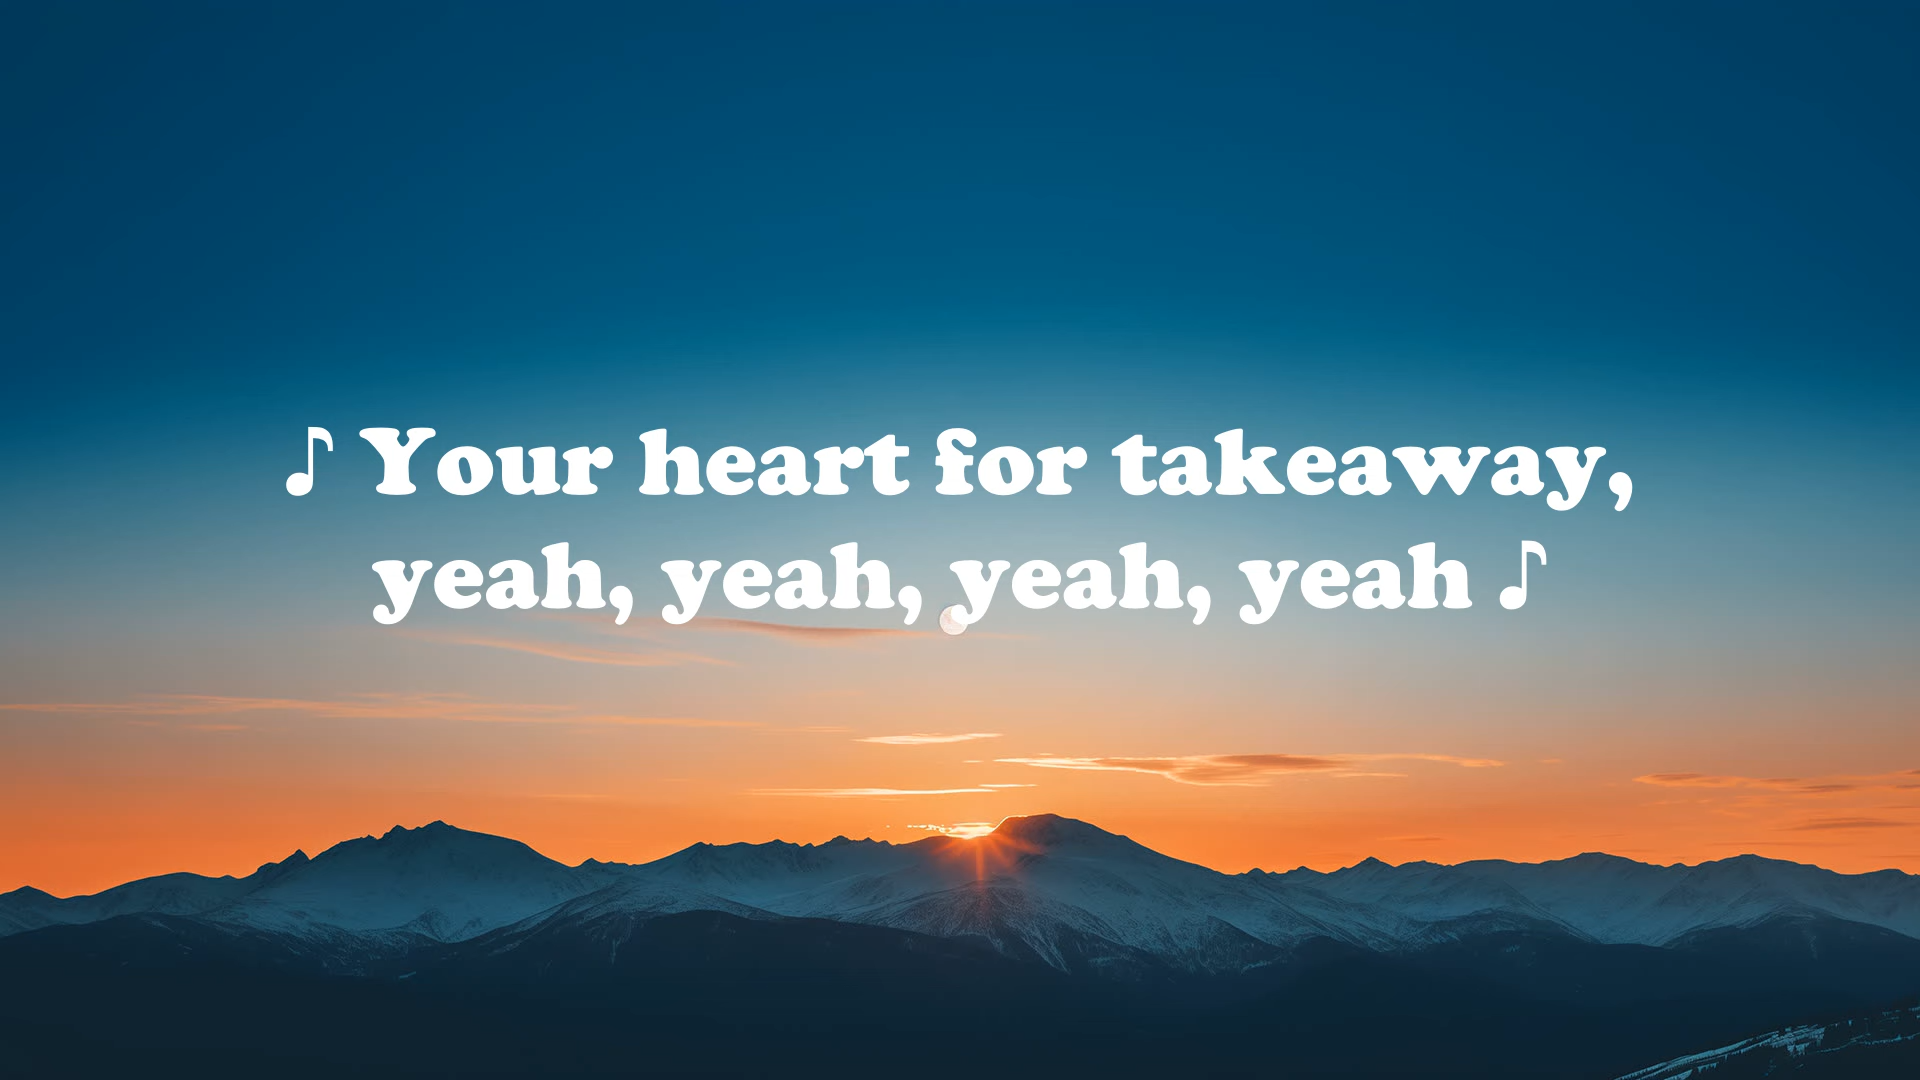 ♪ Your heart for takeaway,
yeah, yeah, yeah, yeah ♪